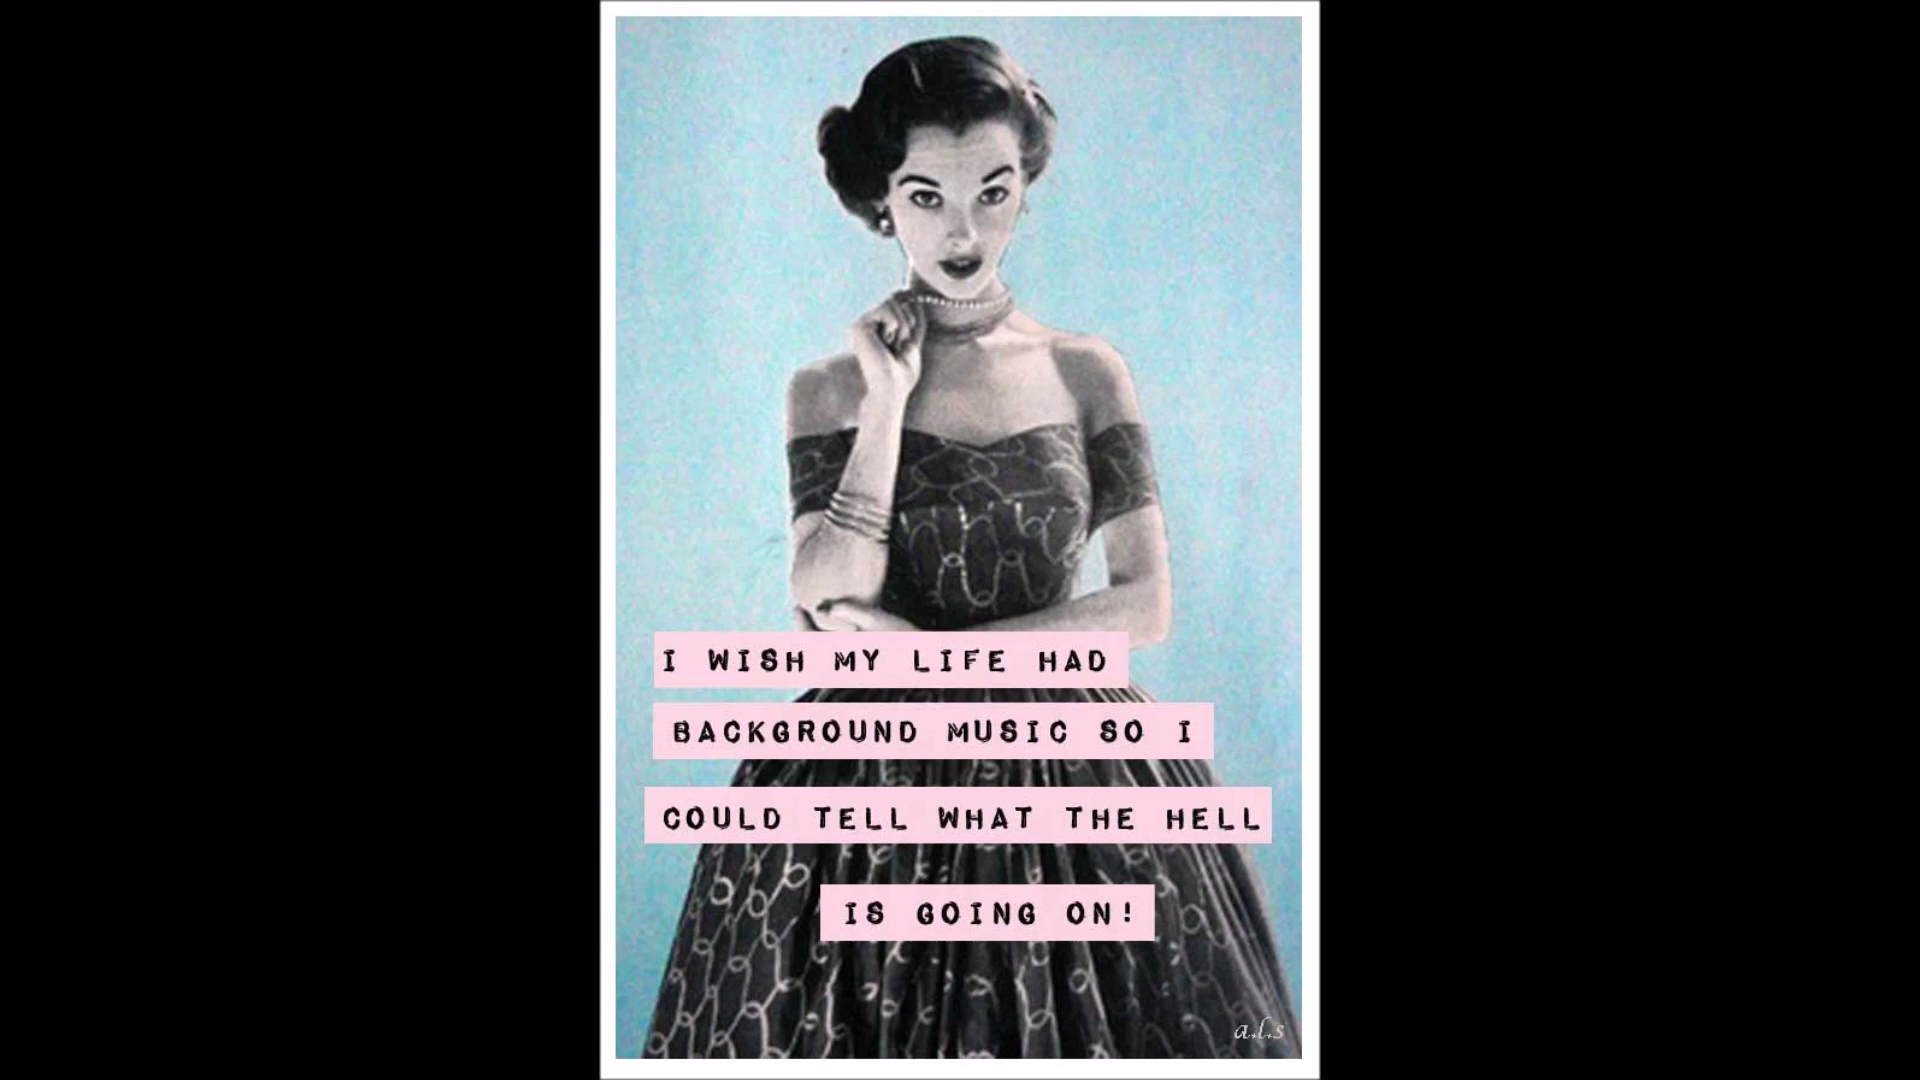 I WISH MY LIFE HAD
BACKGROUND MUSIC SO I
COULD TELL WHAT THE HELL
IS GOING ON!
a.l.s